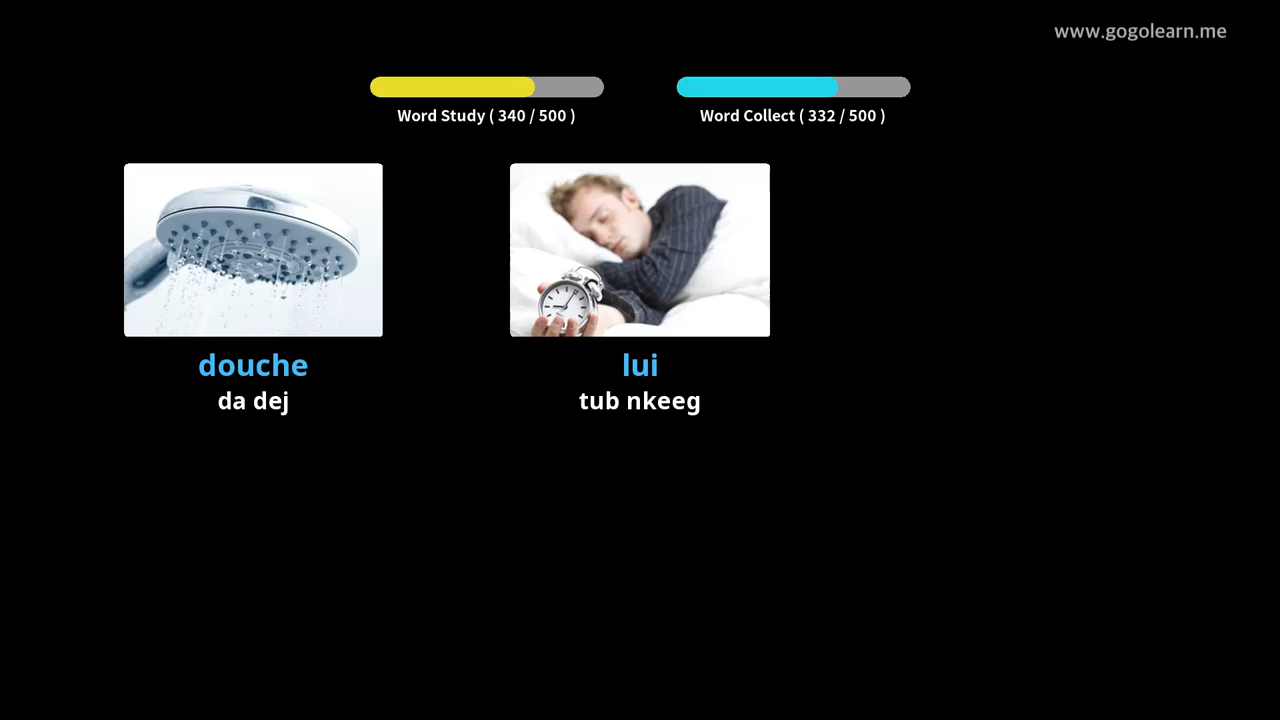 www.gogolearn.me
Word Study ( 340 / 500 )
Word Collect ( 332 / 500 )
douche
da dej
lui
tub nkeeg